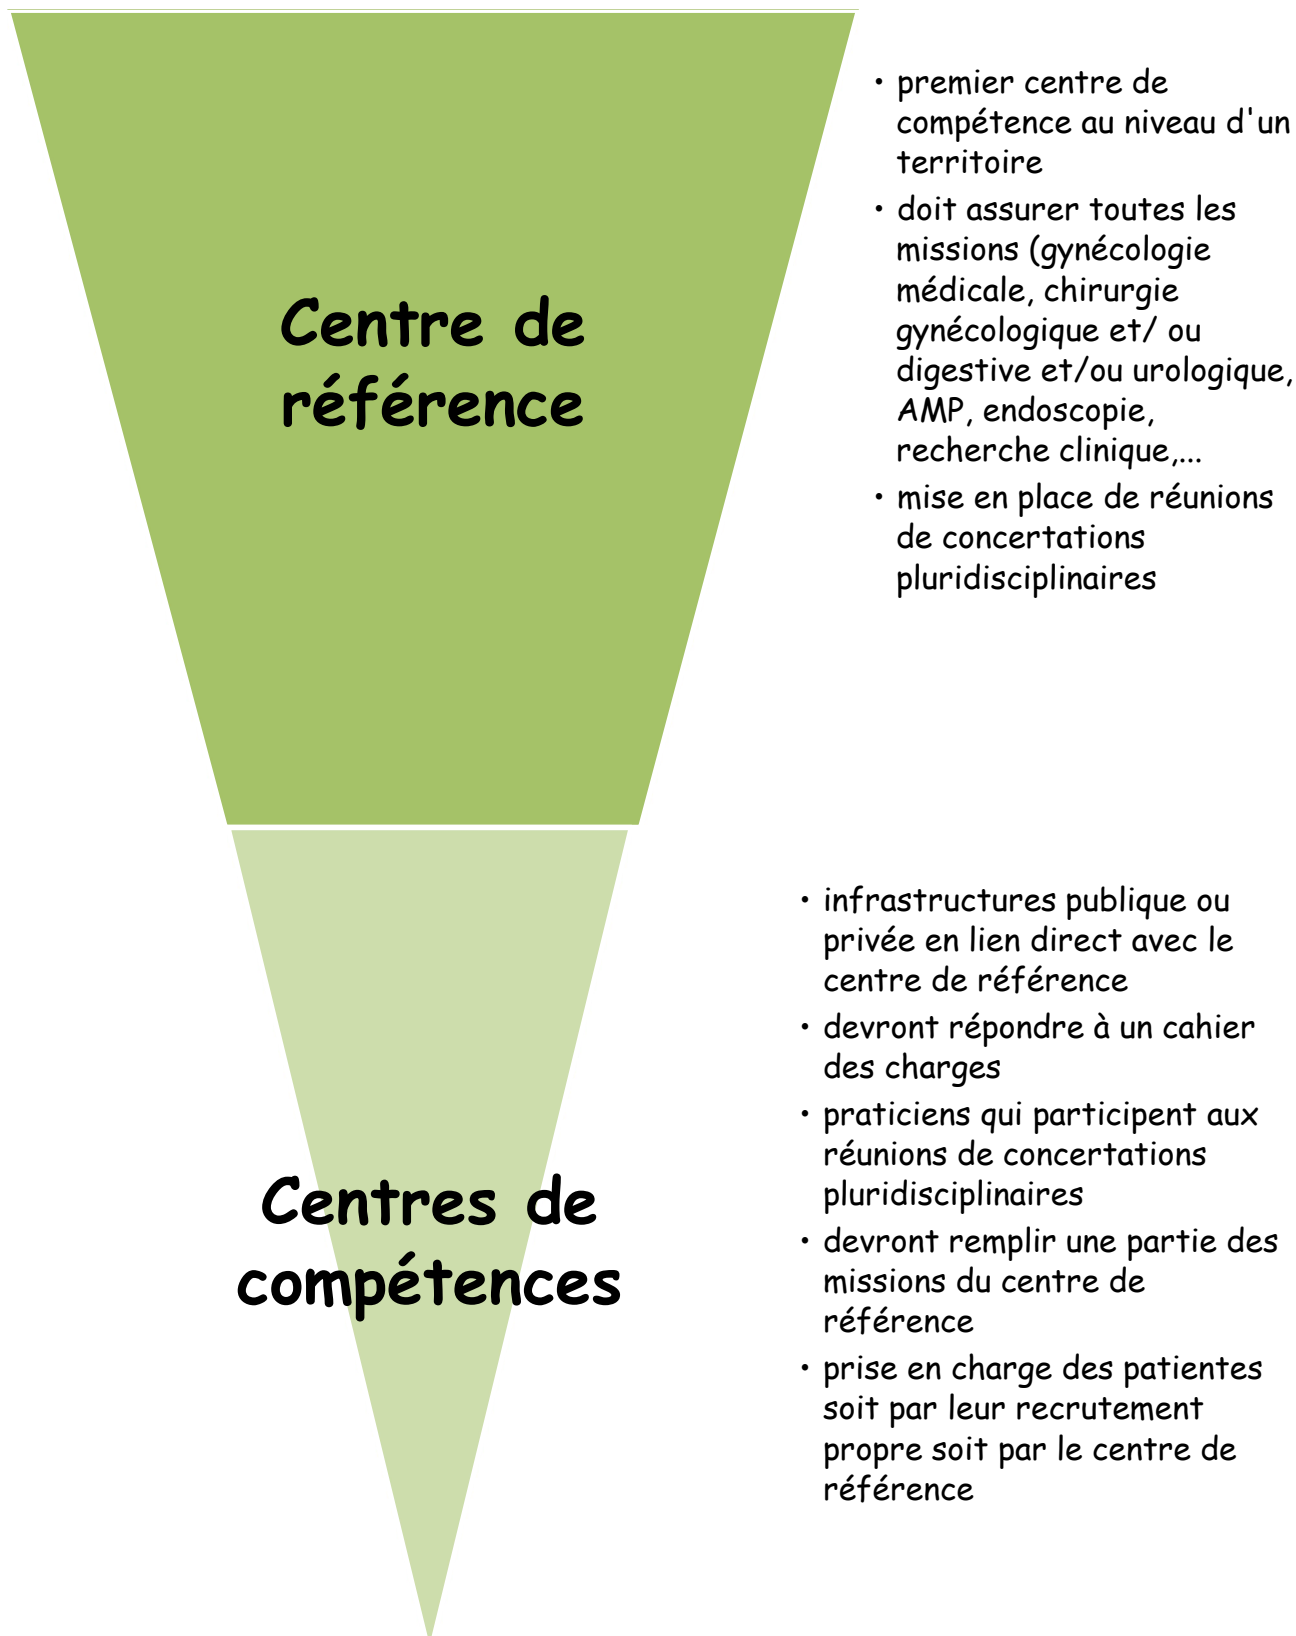 Centre de
référence
• premier centre de
compétence au niveau d'un
territoire
• doit assurer toutes les
missions (gynécologie
médicale, chirurgie
gynécologique et/ ou
digestive et/ou urologique,
AMP, endoscopie,
recherche clinique,...
• mise en place de réunions
de concertations
pluridisciplinaires
Centres de
compétences
• infrastructures publique ou
privée en lien direct avec le
centre de référence
• devront répondre à un cahier
des charges
• praticiens qui participent aux
réunions de concertations
pluridisciplinaires
• devront remplir une partie des
missions du centre de
référence
• prise en charge des patientes
soit par leur recrutement
propre soit par le centre de
référence